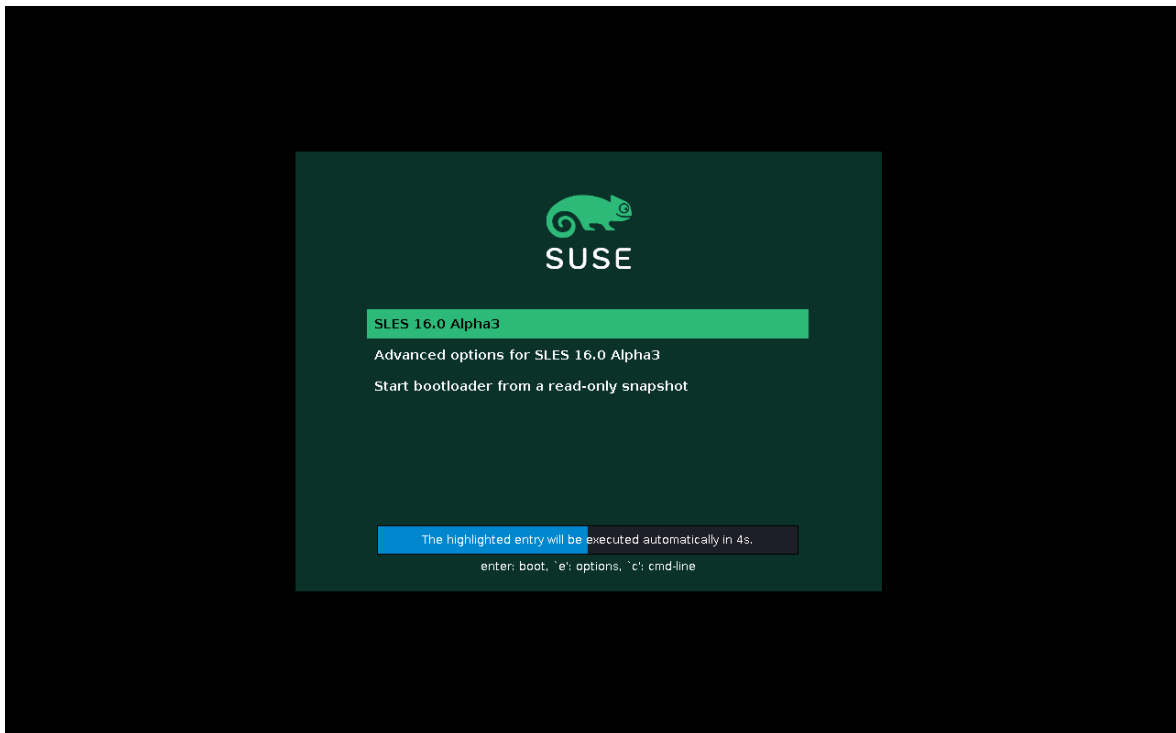 SUSE
SLES 16.0 Alpha3
Advanced options for SLES 16.0 Alpha3
Start bootloader from a read-only snapshot
The highlighted entry will be executed automatically in 4s.
enter: boot, `e': options, `c': cmd-line